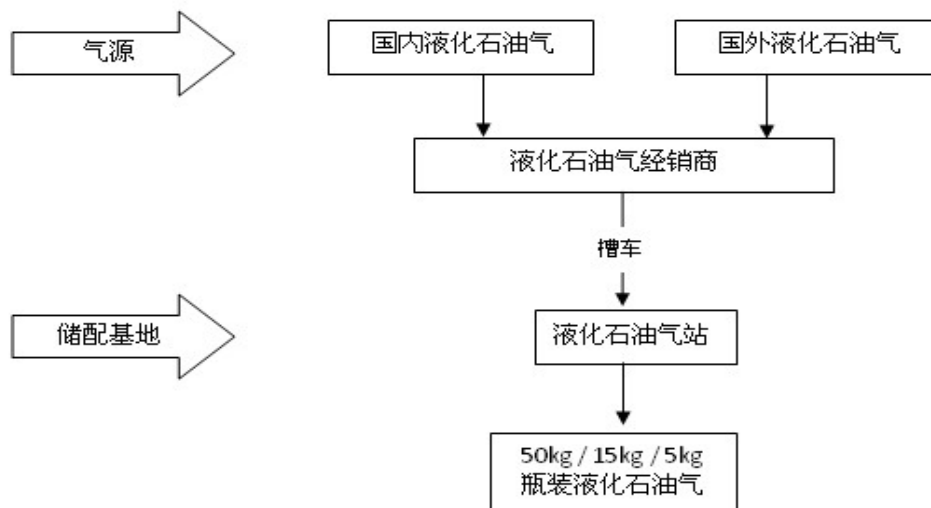 气源
国内液化石油气
国外液化石油气
液化石油气经销商
槽车
储配基地
液化石油气站
50kg / 15kg / 5kg
瓶装液化石油气